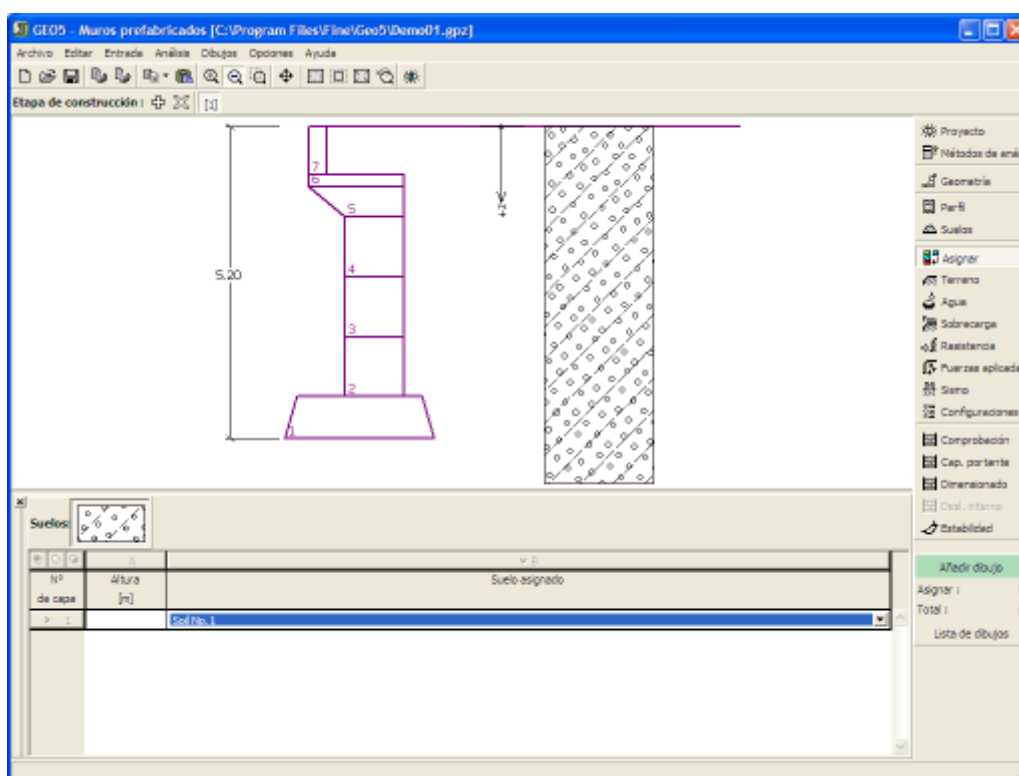 GEO5 - Muros prefabricados [C:\Program Files\Fine\Geo5\Demo01.gpz]
Archivo Editar Entrada Análisis Dibujos Opciones Ayuda
Etapa de construcción : [1]
7
6
5
4
3
2
1
5.20
+z
Proyecto
Métodos de aná
Geometría
Perfil
Suelos
Asignar
Terreno
Agua
Sobrecarga
Resistencia
Fuerzas aplicada
Sismo
Configuraciones
Comprobación
Cap. portante
Dimensionado
Desl. interno
Estabilidad
Añadir dibujo
Asignar :
Total :
Lista de dibujos
Suelos:
Nº de capa
Altura [m]
Suelo asignado
> 1 Soil No. 1